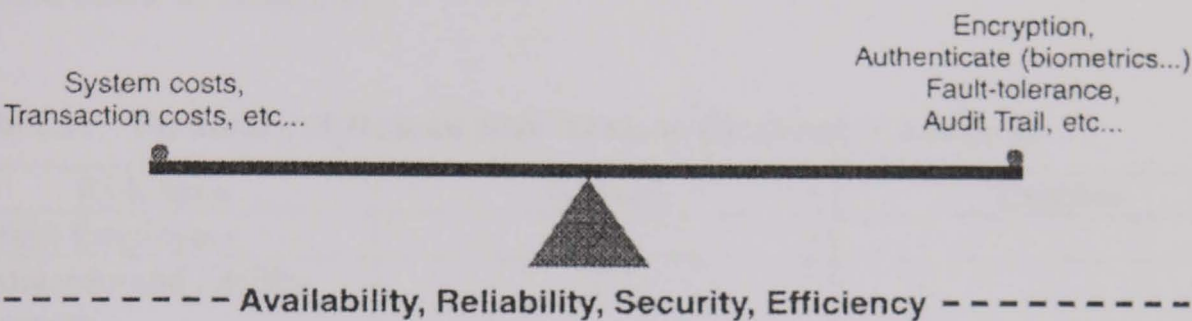 System costs,
Transaction costs, etc...
Encryption,
Authenticate (biometrics...)
Fault-tolerance,
Audit Trail, etc...
Availability, Reliability, Security, Efficiency